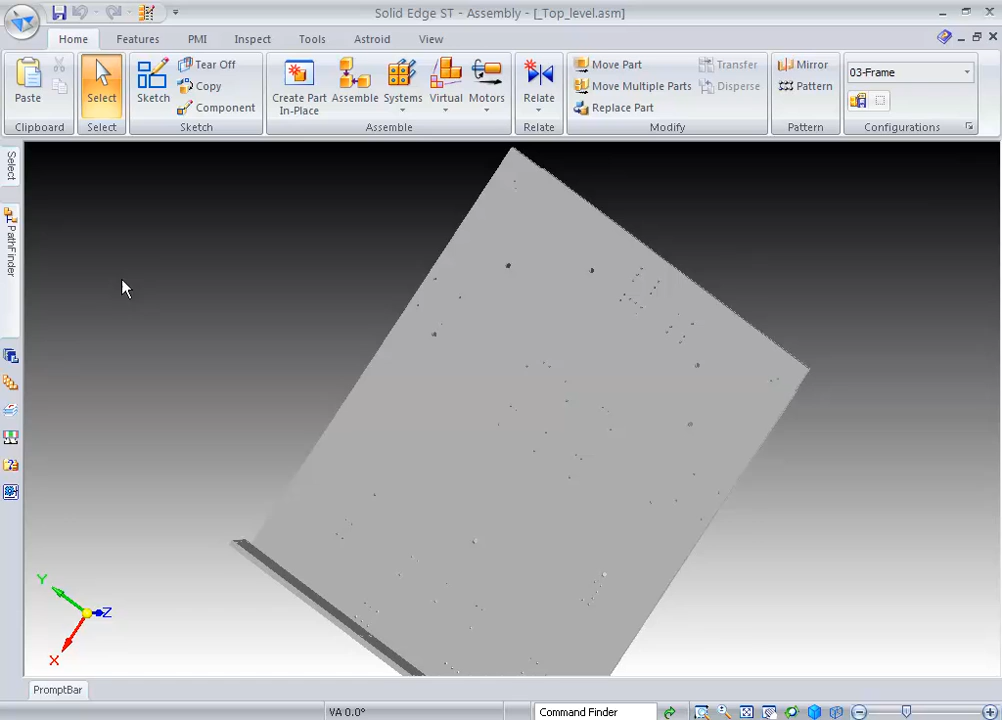 Solid Edge ST - Assembly - [_Top_level.asm]
Home Features PMI Inspect Tools Astroid View
Paste
Clipboard
Select
Select
Sketch
Tear Off
Copy
Component
Sketch
Create Part
In-Place
Assemble
Systems
Virtual
Motors
Assemble
Relate
Relate
Move Part
Transfer
Move Multiple Parts
Disperse
Replace Part
Modify
Mirror
Pattern
Pattern
03-Frame
Configurations
Select
PathFinder
Y
Z
X
PromptBar
VA 0.0°
Command Finder